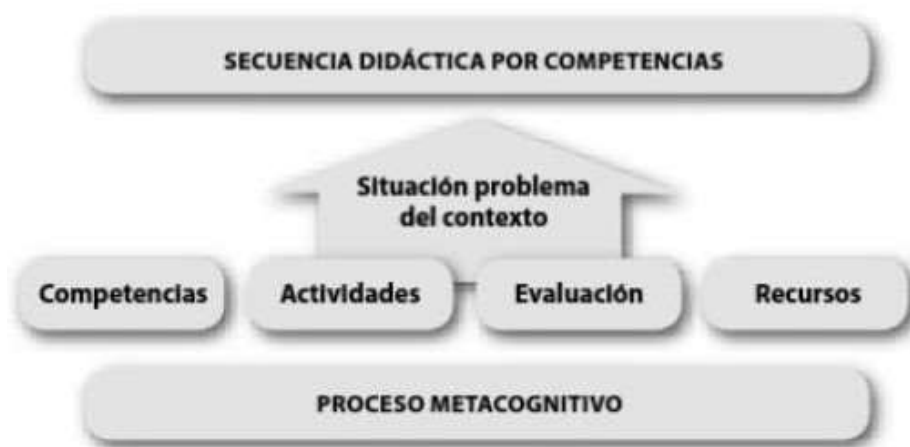 SECUENCIA DIDÁCTICA POR COMPETENCIAS
Situación problema
del contexto
Competencias
Actividades
Evaluación
Recursos
PROCESO METACOGNITIVO